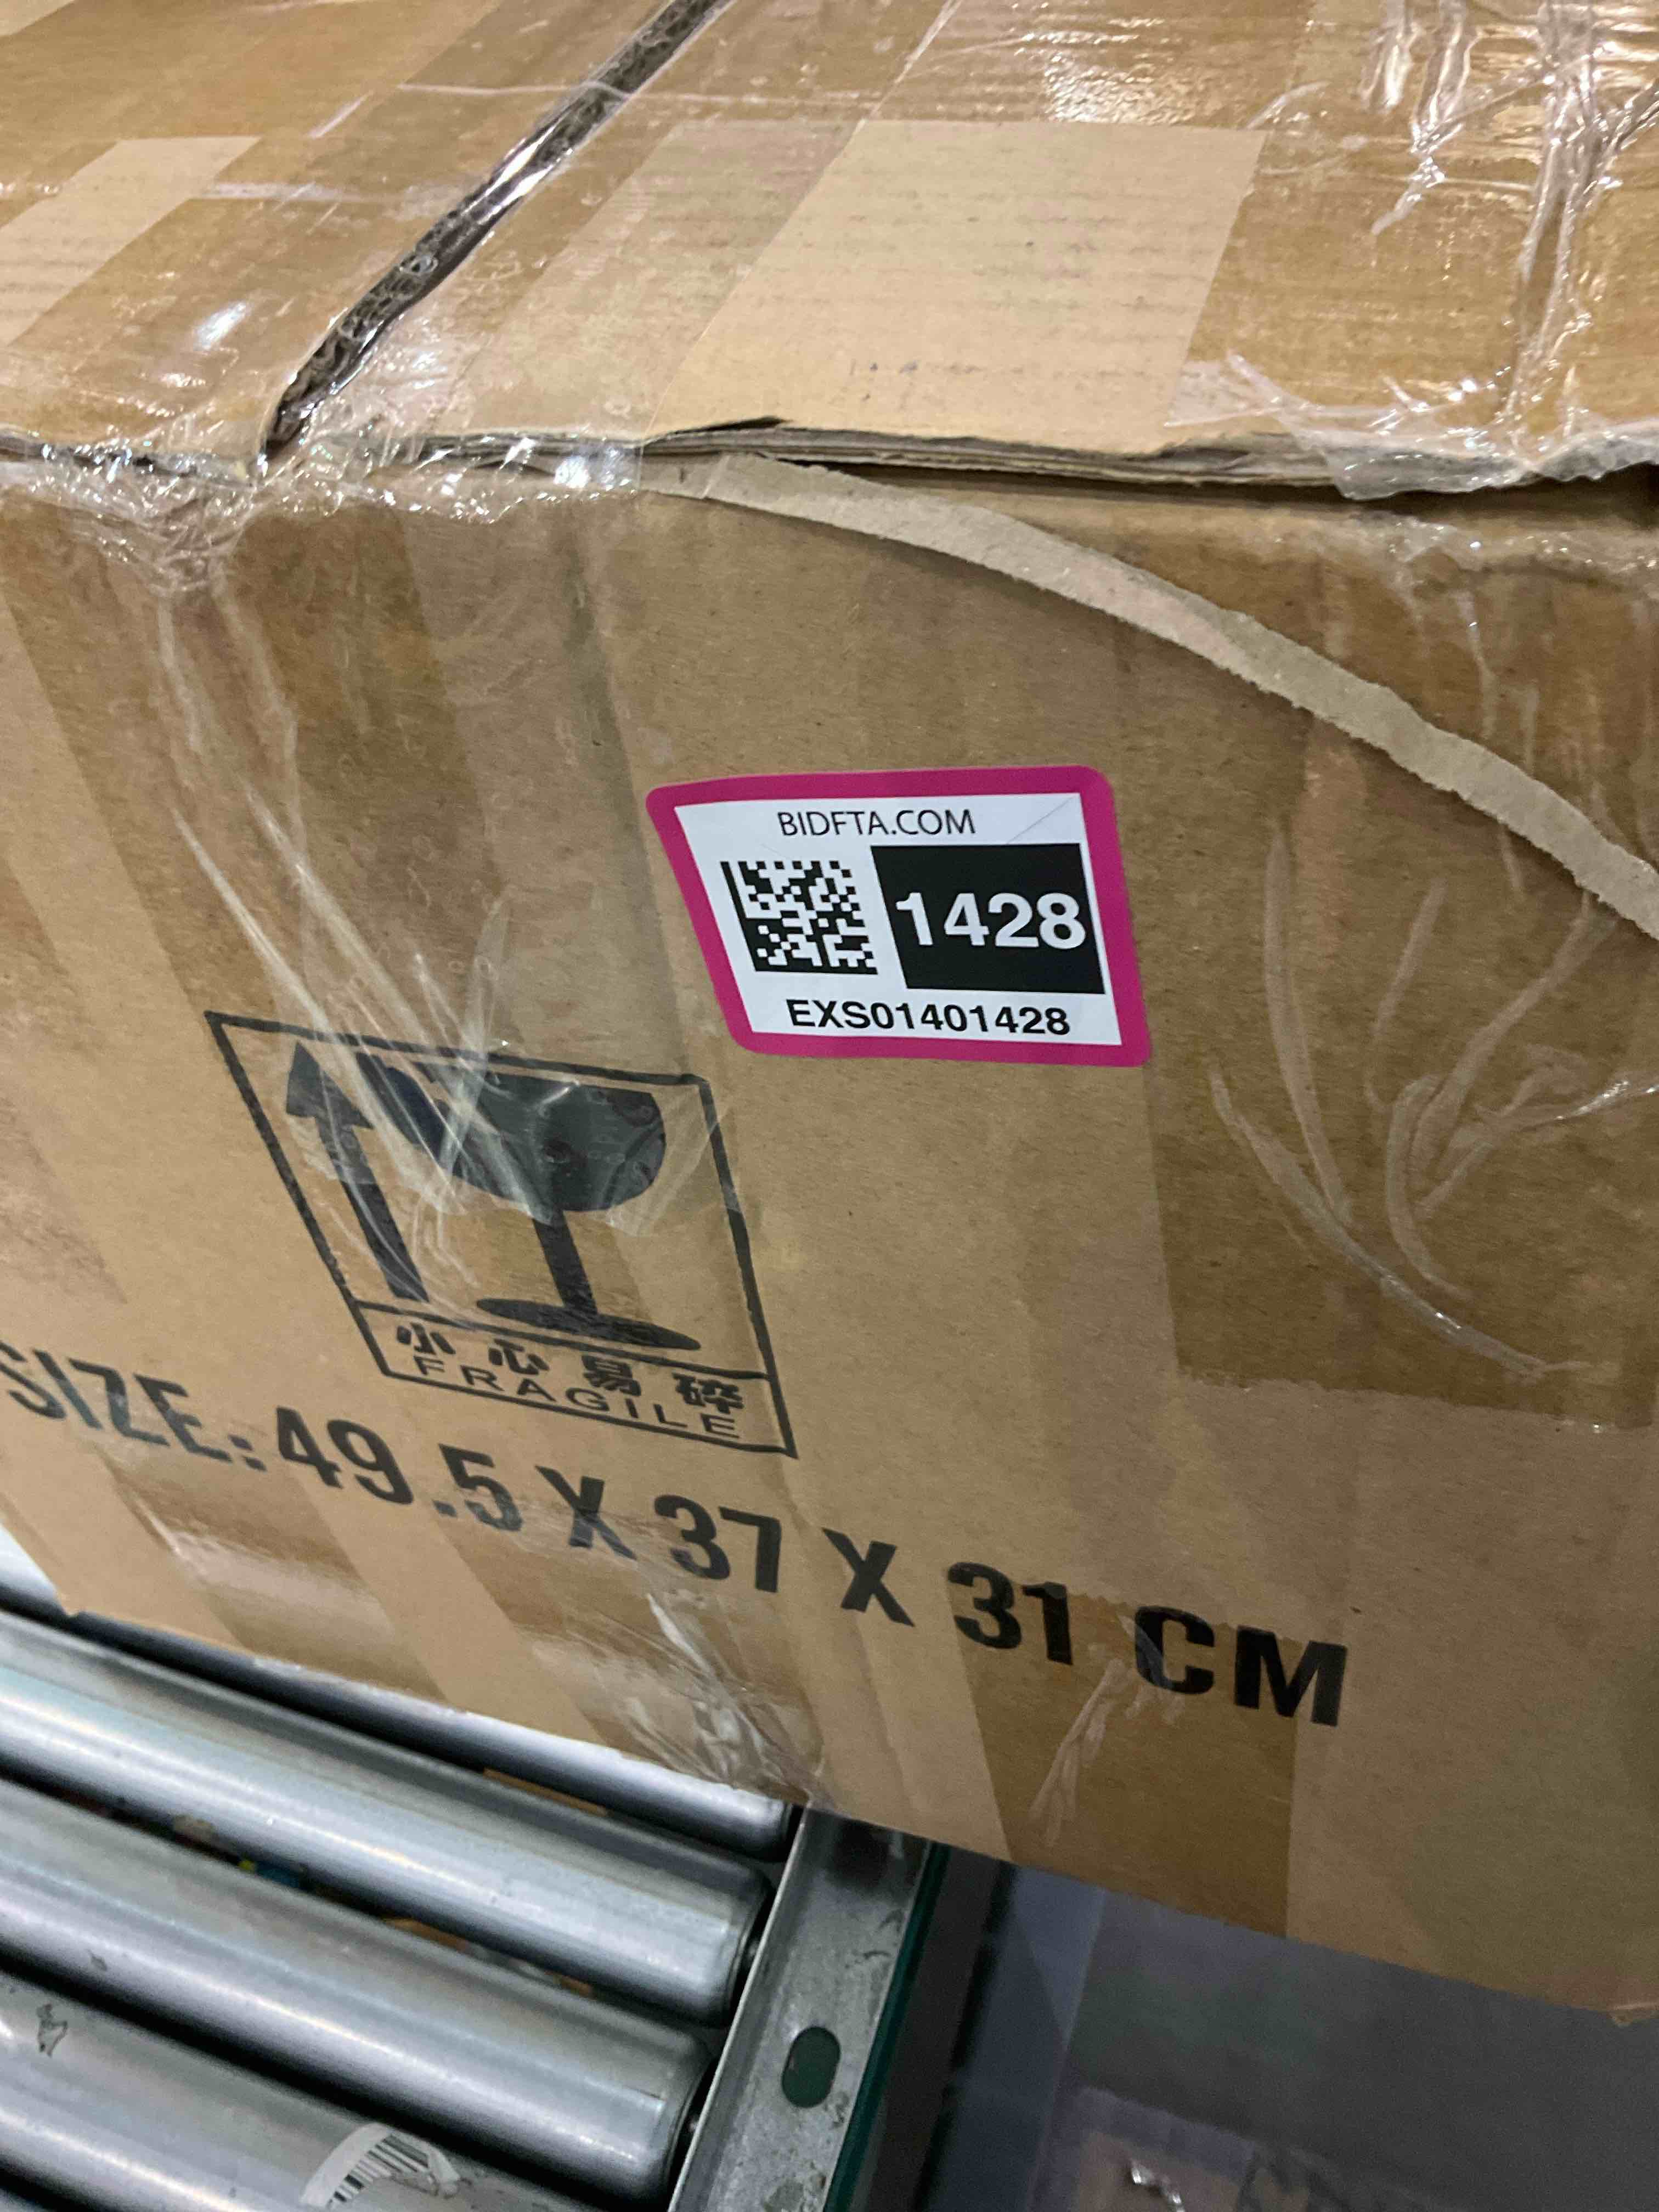 BIDFTA.COM
1428
EXS01401428
小心易碎
FRAGILE
SIZE: 49.5 X 37 X 31 CM